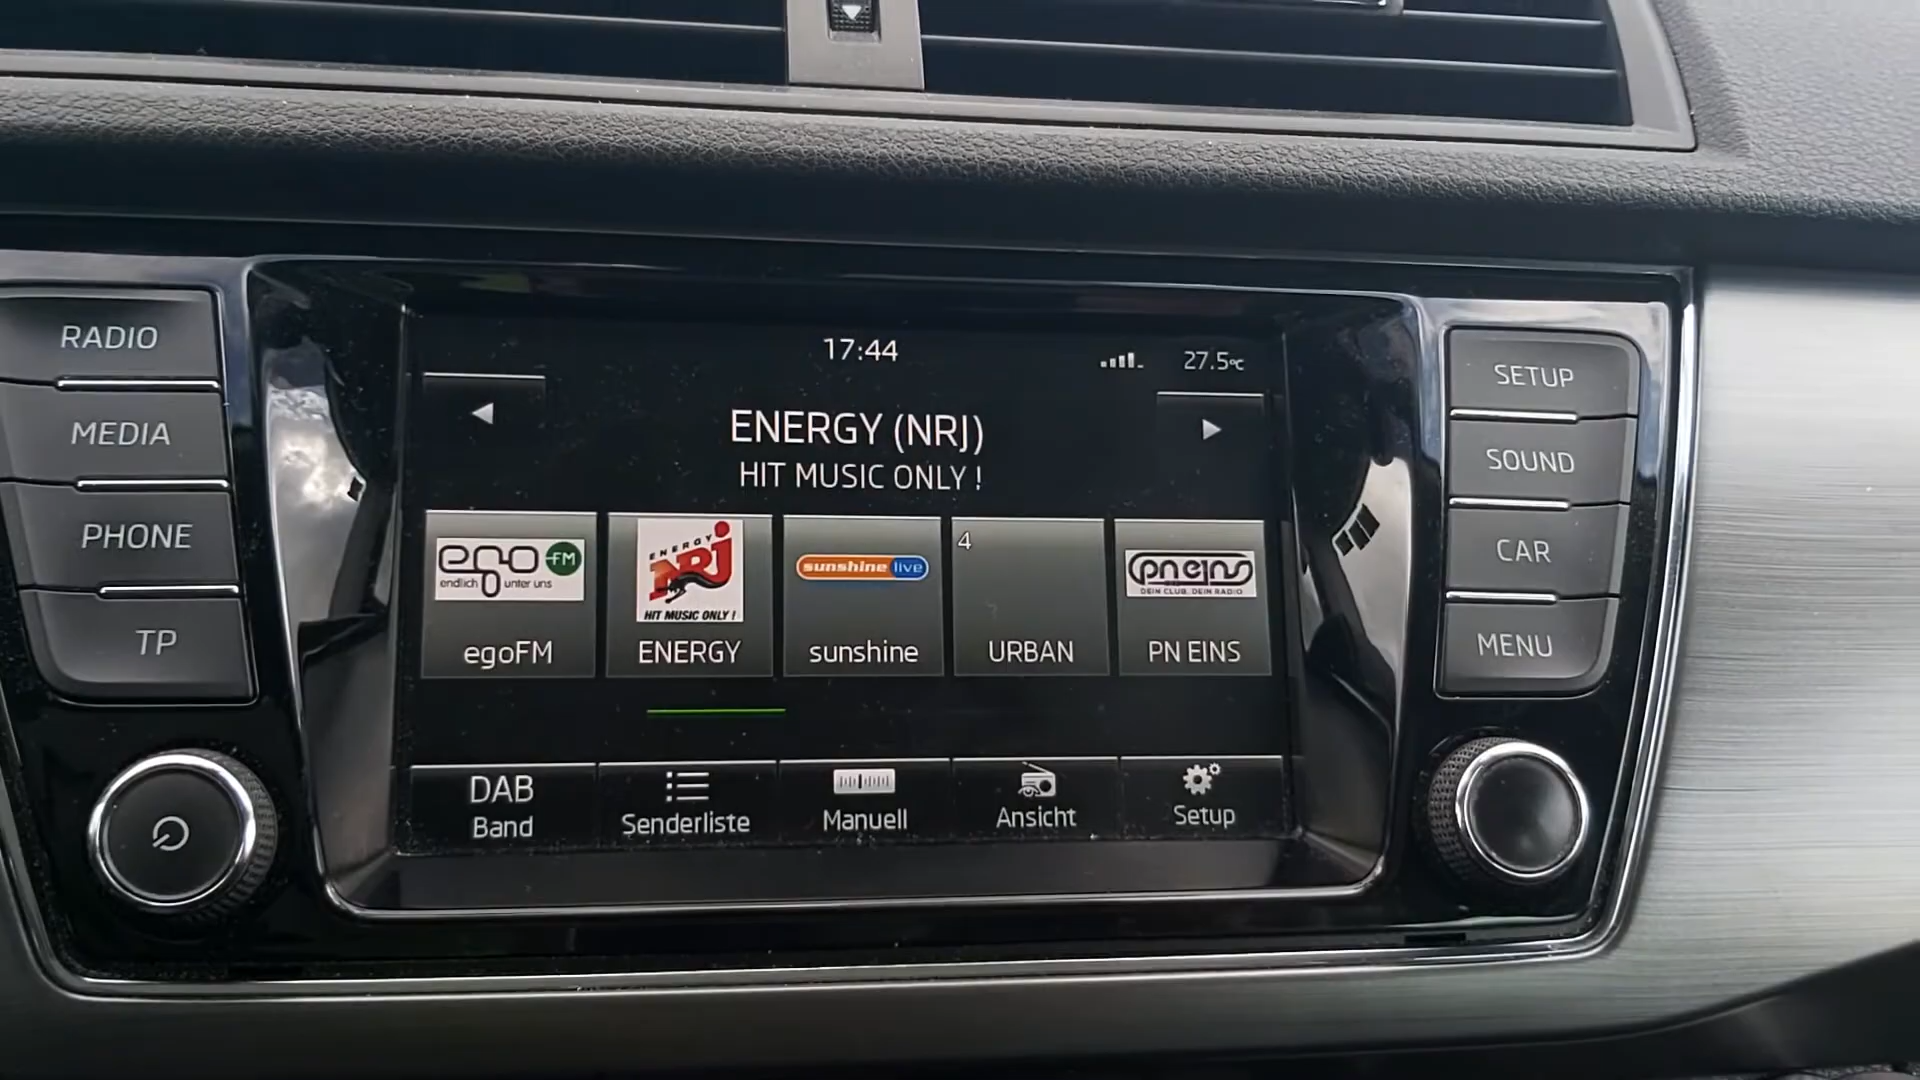 RADIO
MEDIA
PHONE
TP
17:44
27.5°C
ENERGY (NRJ)
HIT MUSIC ONLY !
ego FM
endlich unter uns
egoFM
ENERGY
NRJ
HIT MUSIC ONLY !
ENERGY
sunshine live
sunshine
4
URBAN
pn eins
DEIN CLUB. DEIN RADIO
PN EINS
DAB
Band
Senderliste
Manuell
Ansicht
Setup
SETUP
SOUND
CAR
MENU